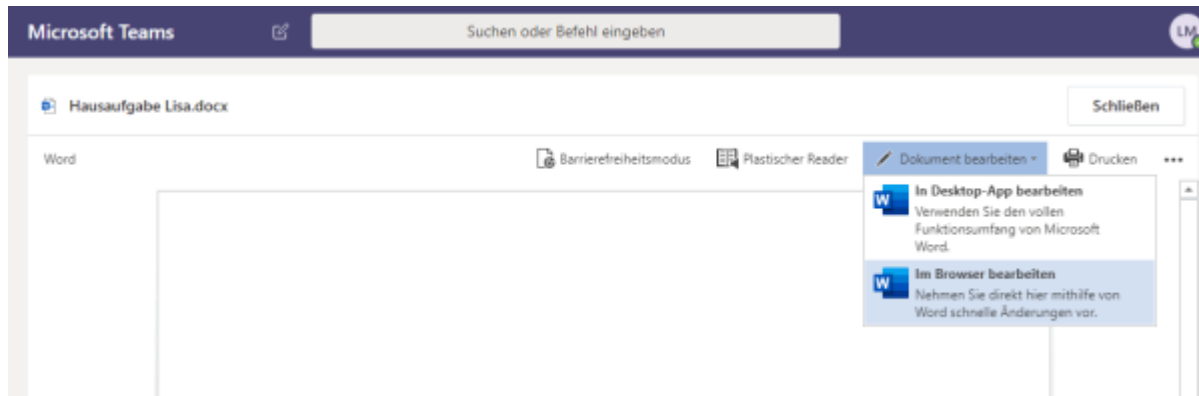 Microsoft Teams
Suchen oder Befehl eingeben
LM
Hausaufgabe Lisa.docx
Schließen
Word
Barrierefreiheitsmodus
Plastischer Reader
Dokument bearbeiten
Drucken
In Desktop-App bearbeiten
Verwenden Sie den vollen
Funktionsumfang von Microsoft
Word.
Im Browser bearbeiten
Nehmen Sie direkt hier mithilfe von
Word schnelle Änderungen vor.